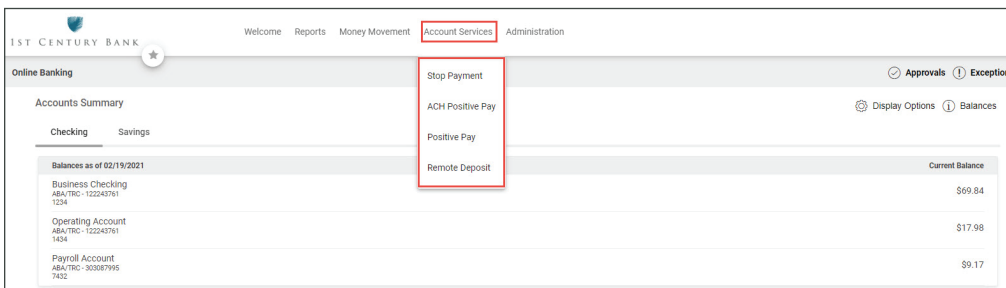 1ST CENTURY BANK
Welcome Reports Money Movement Account Services Administration
Online Banking
Approvals Exception
Stop Payment
ACH Positive Pay
Positive Pay
Remote Deposit
Accounts Summary
Display Options Balances
Checking Savings
Balances as of 02/19/2021 Current Balance
Business Checking
ABA/TRC - 122243761
1234
$69.84
Operating Account
ABA/TRC - 122243761
1434
$17.98
Payroll Account
ABA/TRC - 303087995
7432
$9.17